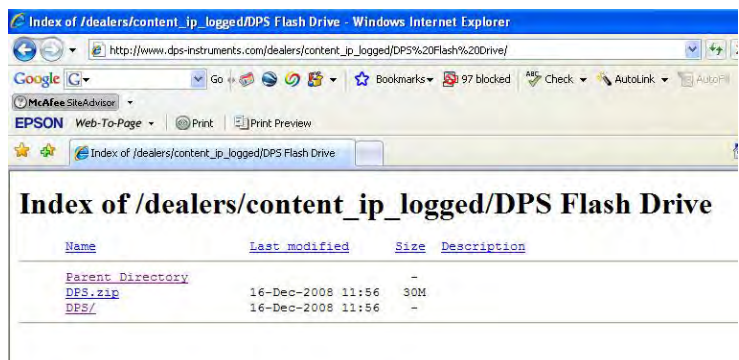 Index of /dealers/content_ip_logged/DPS Flash Drive - Windows Internet Explorer
http://www.dps-instruments.com/dealers/content_ip_logged/DPS%20Flash%20Drive/
Google G Go Bookmarks 97 blocked ABC Check AutoLink AutoFill
McAfee SiteAdvisor
EPSON Web-To-Page Print Print Preview
Index of /dealers/content_ip_logged/DPS Flash Drive
Index of /dealers/content_ip_logged/DPS Flash Drive
Name Last modified Size Description
Parent Directory -
DPS.zip 16-Dec-2008 11:56 30M
DPS/ 16-Dec-2008 11:56 -